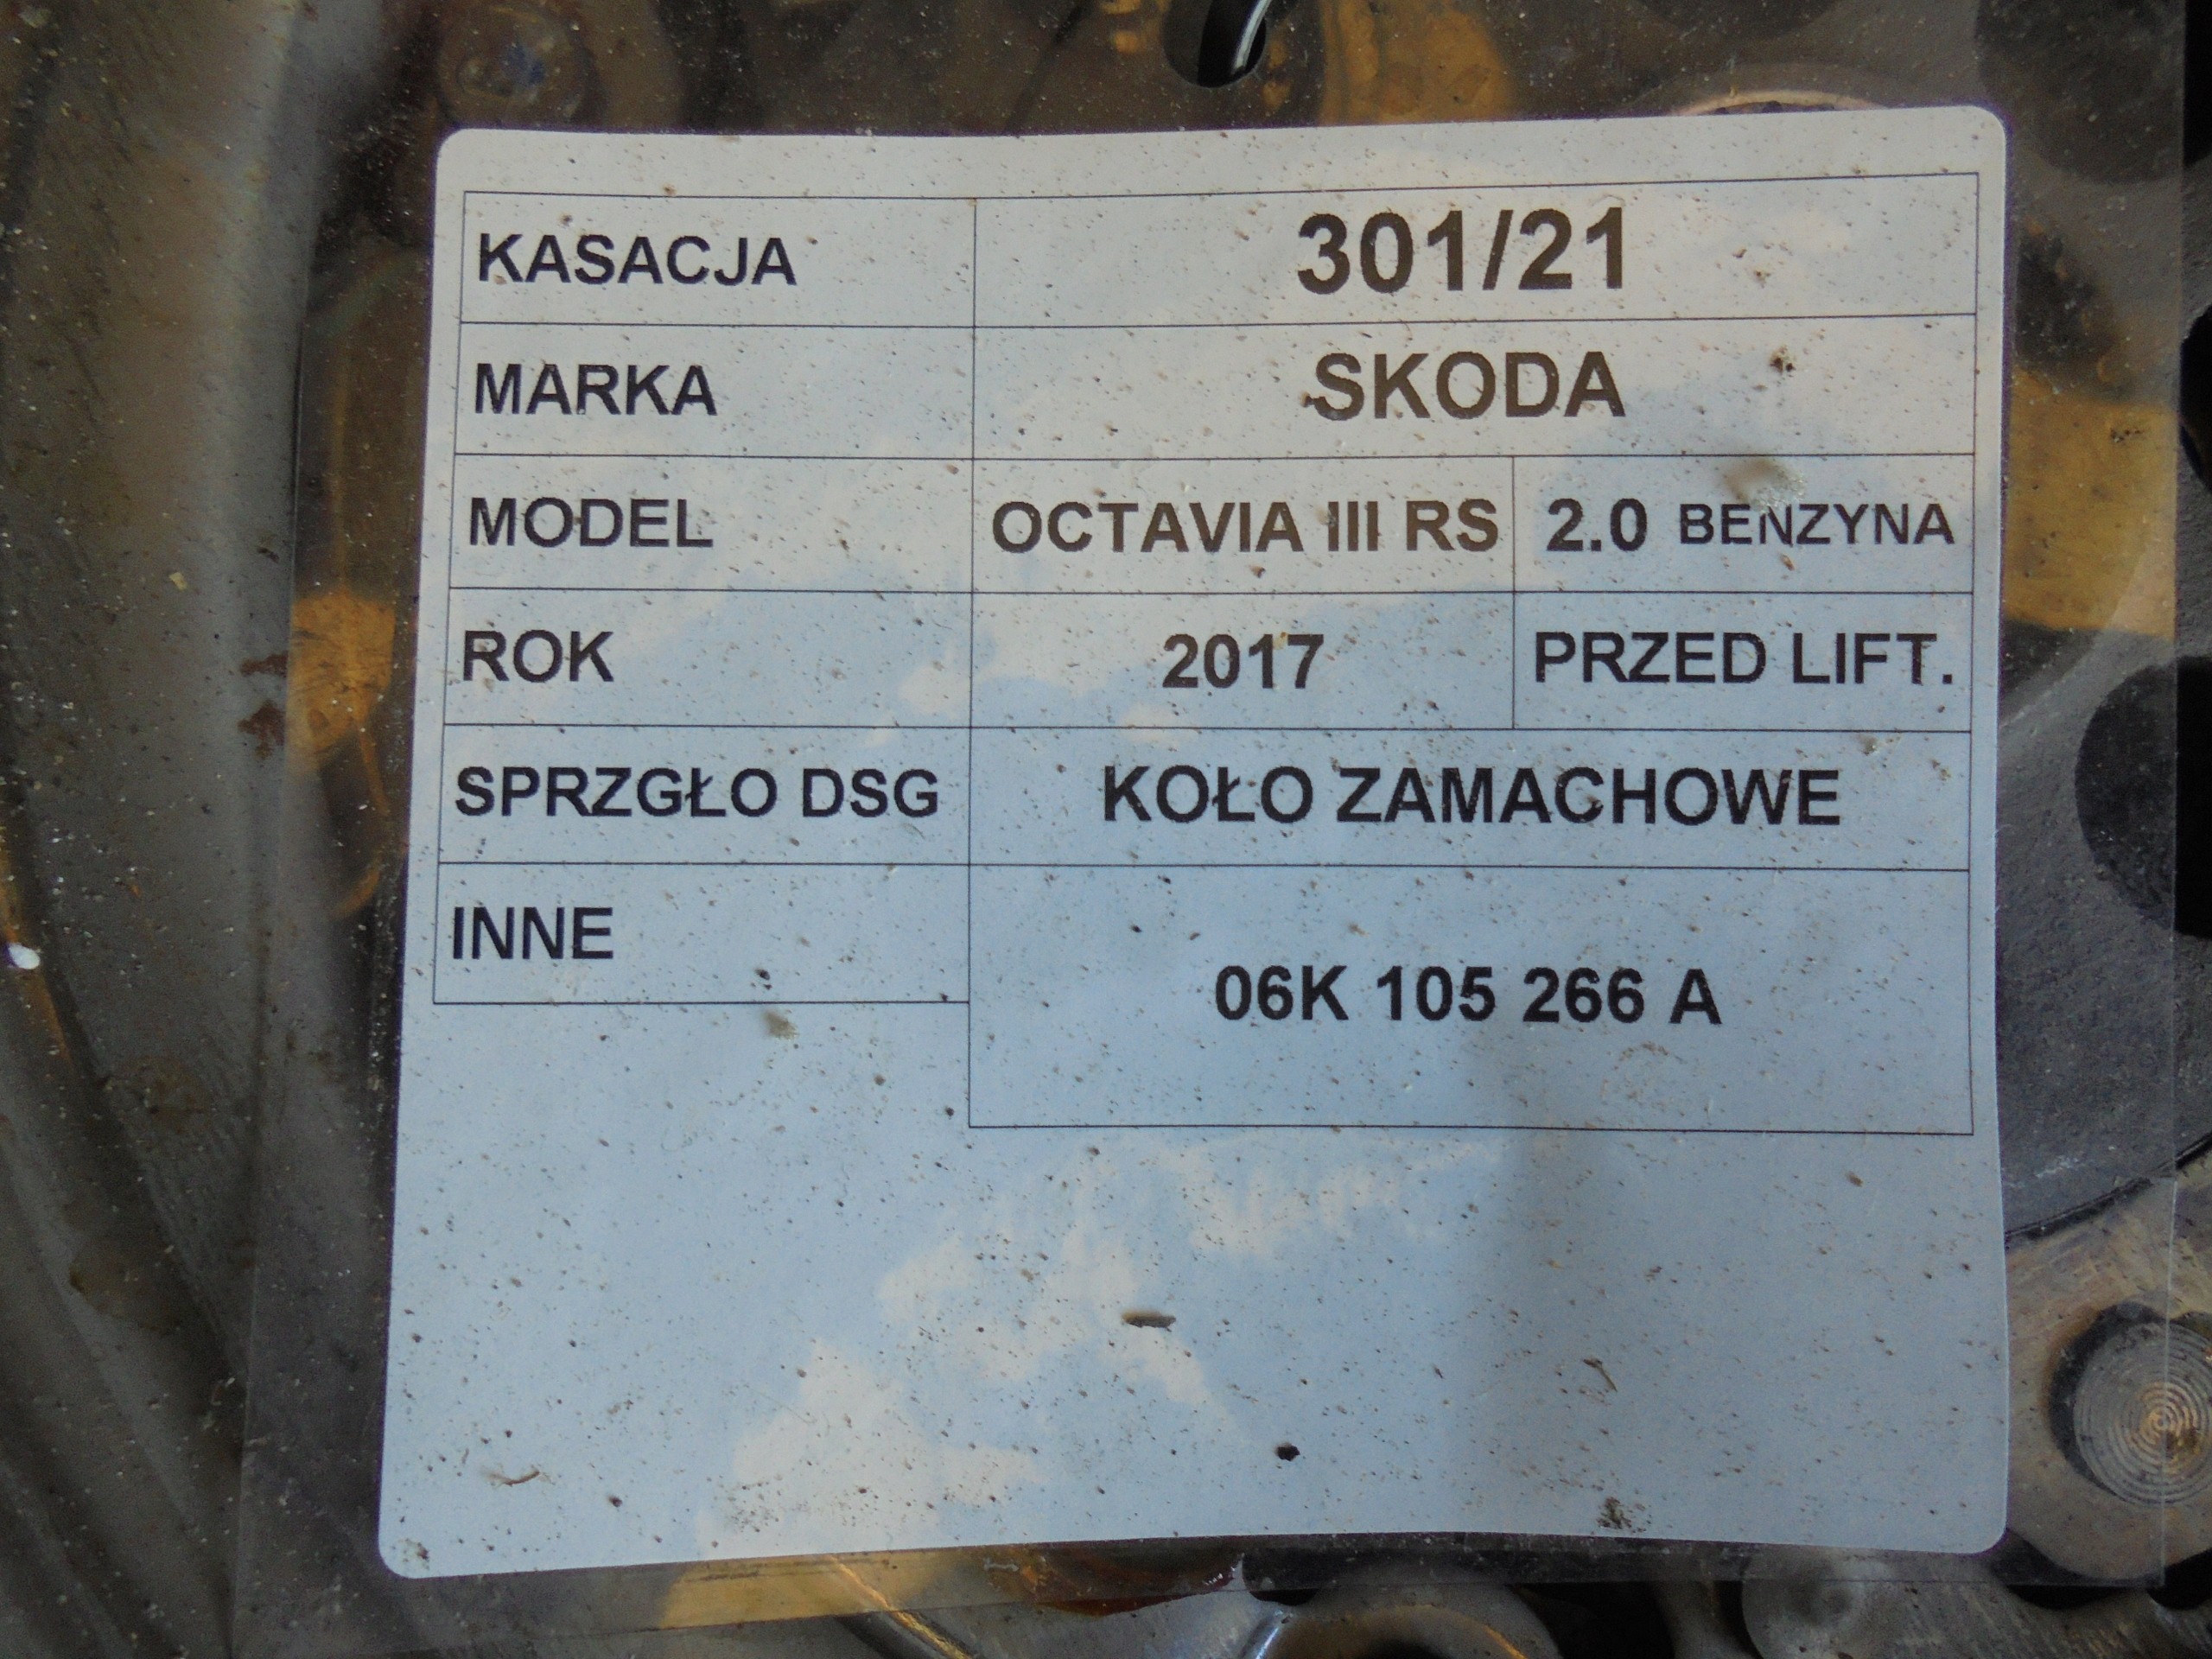 KASACJA 301/21
MARKA SKODA
MODEL OCTAVIA III RS 2.0 BENZYNA
ROK 2017 PRZED LIFT.
SPRZGŁO DSG KOŁO ZAMACHOWE
INNE
06K 105 266 A